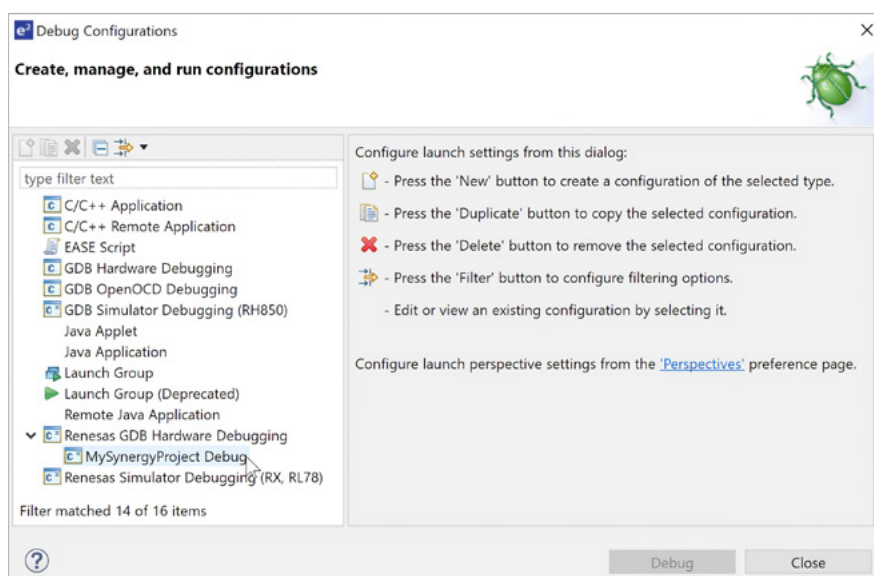 e² Debug Configurations
Create, manage, and run configurations
type filter text
C/C++ Application
C/C++ Remote Application
EASE Script
GDB Hardware Debugging
GDB OpenOCD Debugging
GDB Simulator Debugging (RH850)
Java Applet
Java Application
Launch Group
Launch Group (Deprecated)
Remote Java Application
Renesas GDB Hardware Debugging
MySynergyProject Debug
Renesas Simulator Debugging (RX, RL78)
Filter matched 14 of 16 items
Configure launch settings from this dialog:
- Press the 'New' button to create a configuration of the selected type.
- Press the 'Duplicate' button to copy the selected configuration.
- Press the 'Delete' button to remove the selected configuration.
- Press the 'Filter' button to configure filtering options.
- Edit or view an existing configuration by selecting it.
Configure launch perspective settings from the 'Perspectives' preference page.
Debug
Close